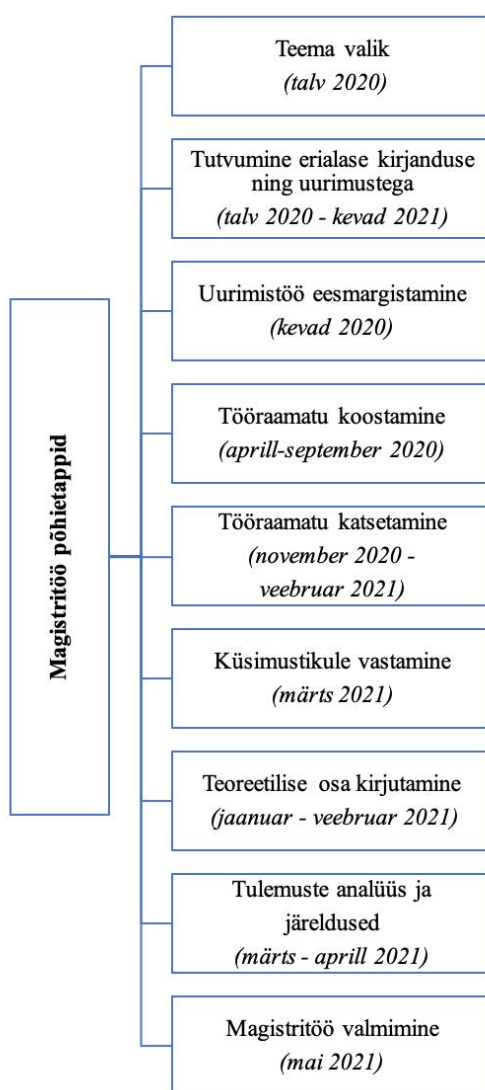 Magistritöö põhietappid
Teema valik
(talv 2020)
Tutvumine erialase kirjanduse
ning uurimustega
(talv 2020 - kevad 2021)
Uurimistöö eesmargistamine
(kevad 2020)
Tööraamatu koostamine
(aprill-september 2020)
Tööraamatu katsetamine
(november 2020 -
veebruar 2021)
Küsimustikule vastamine
(märts 2021)
Teoreetilise osa kirjutamine
(jaanuar - veebruar 2021)
Tulemuste analüüs ja
järeldused
(märts - aprill 2021)
Magistritöö valmimine
(mai 2021)